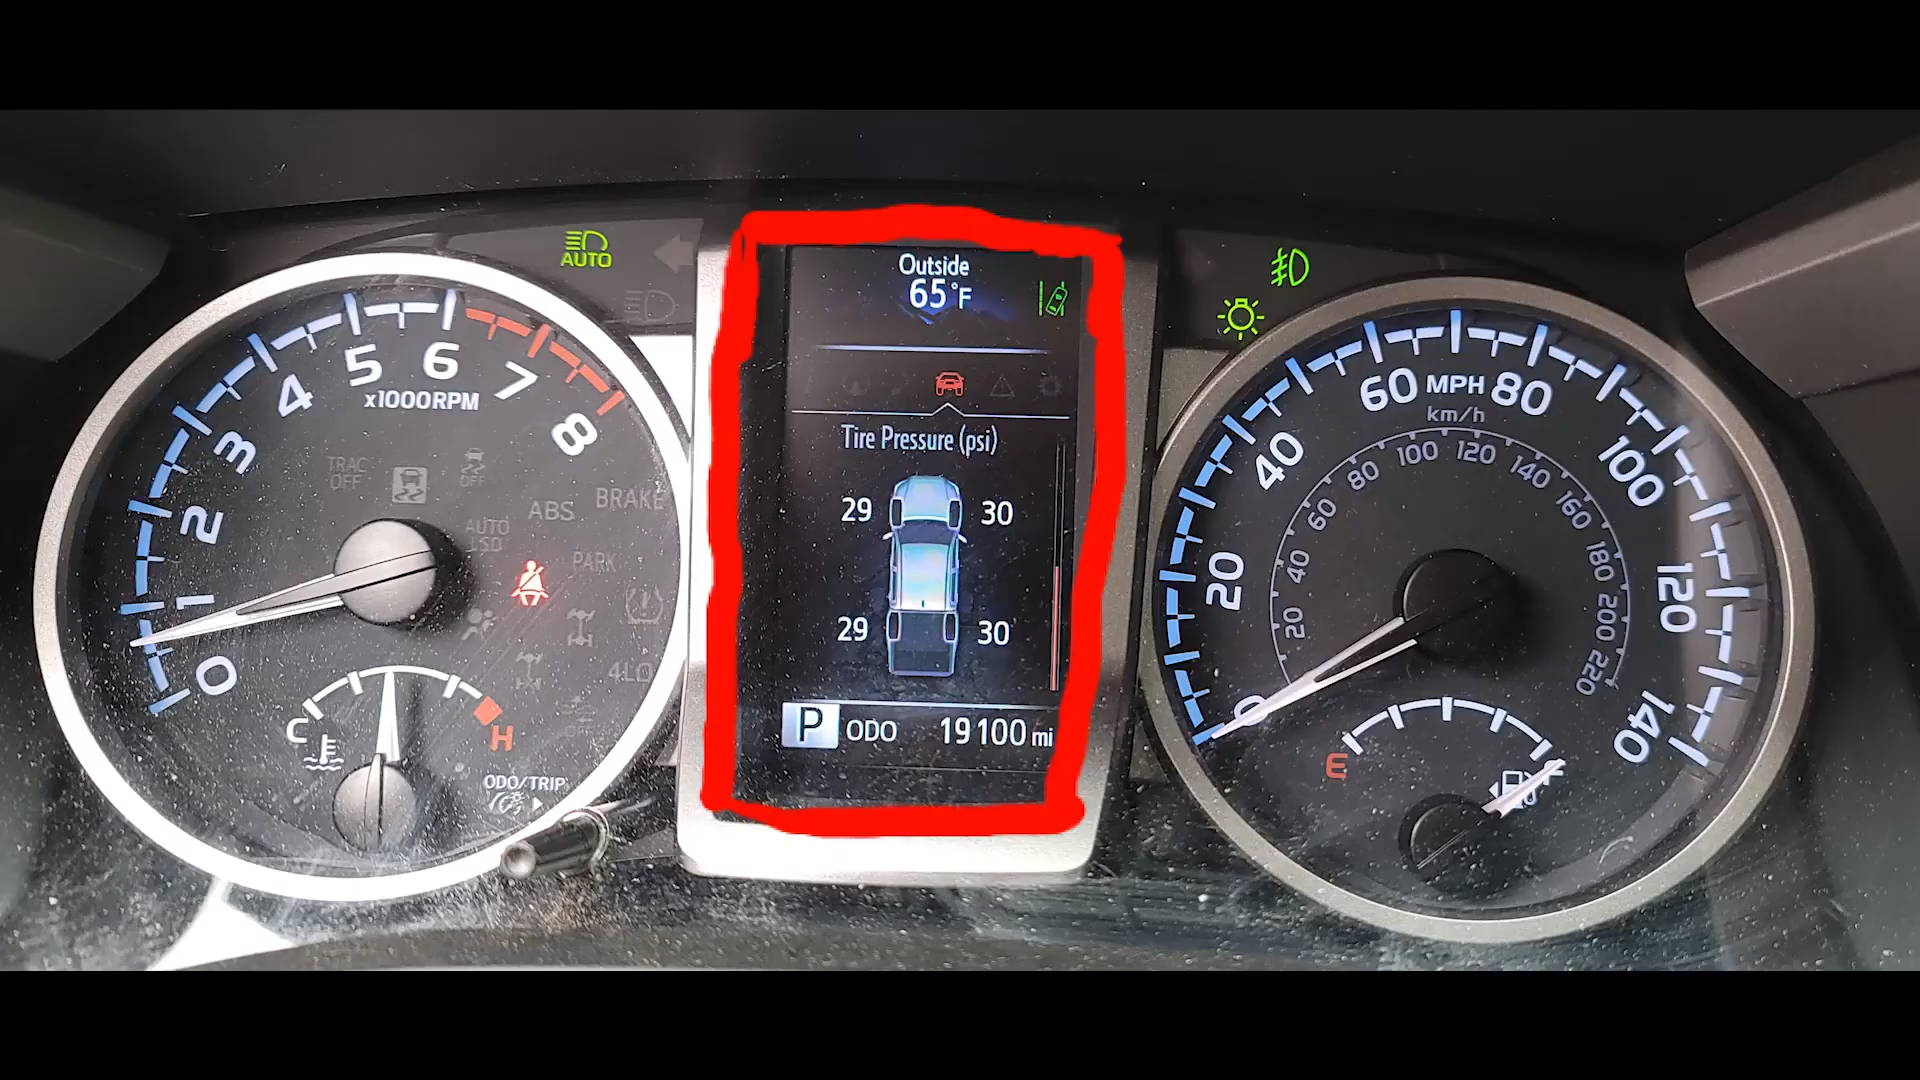 AUTO
Outside
65°F
Tire Pressure (psi)
29 30
29 30
P ODO 19100 mi
0 1 2 3 4 5 6 7 8
x1000RPM
TRAC
OFF
OFF
ABS
BRAKE
AUTO
LSD
PARK
4LO
C H
ODO/TRIP
0 20 40 60 80 100 120 140
MPH
km/h
20 40 60 80 100 120 140 160 180 200 220
E